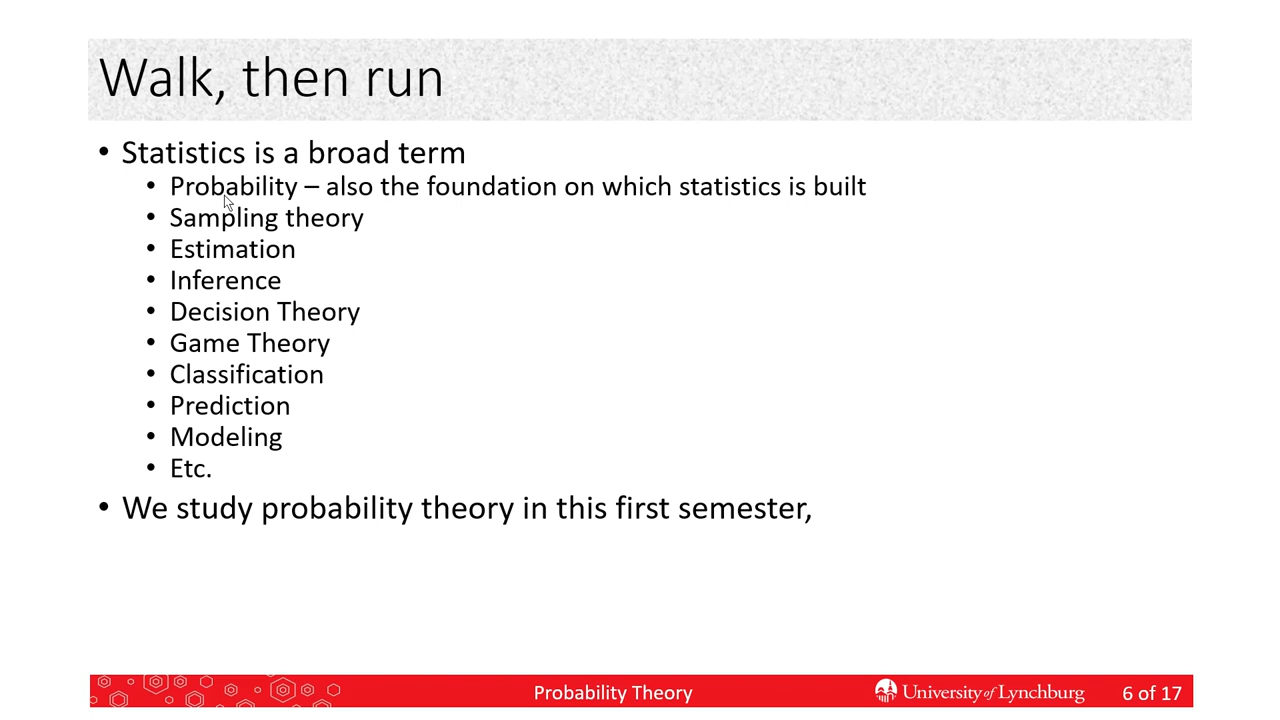 Walk, then run
• Statistics is a broad term
• Probability – also the foundation on which statistics is built
• Sampling theory
• Estimation
• Inference
• Decision Theory
• Game Theory
• Classification
• Prediction
• Modeling
• Etc.
• We study probability theory in this first semester,
Probability Theory
University of Lynchburg
6 of 17